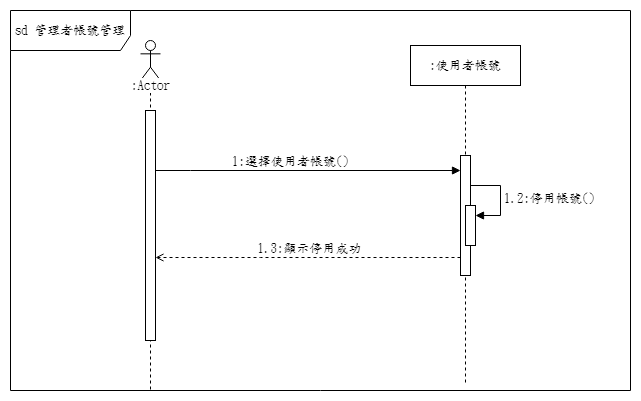 sd 管理者帳號管理
:Actor
:使用者帳號
1:選擇使用者帳號()
1.2:停用帳號()
1.3:顯示停用成功